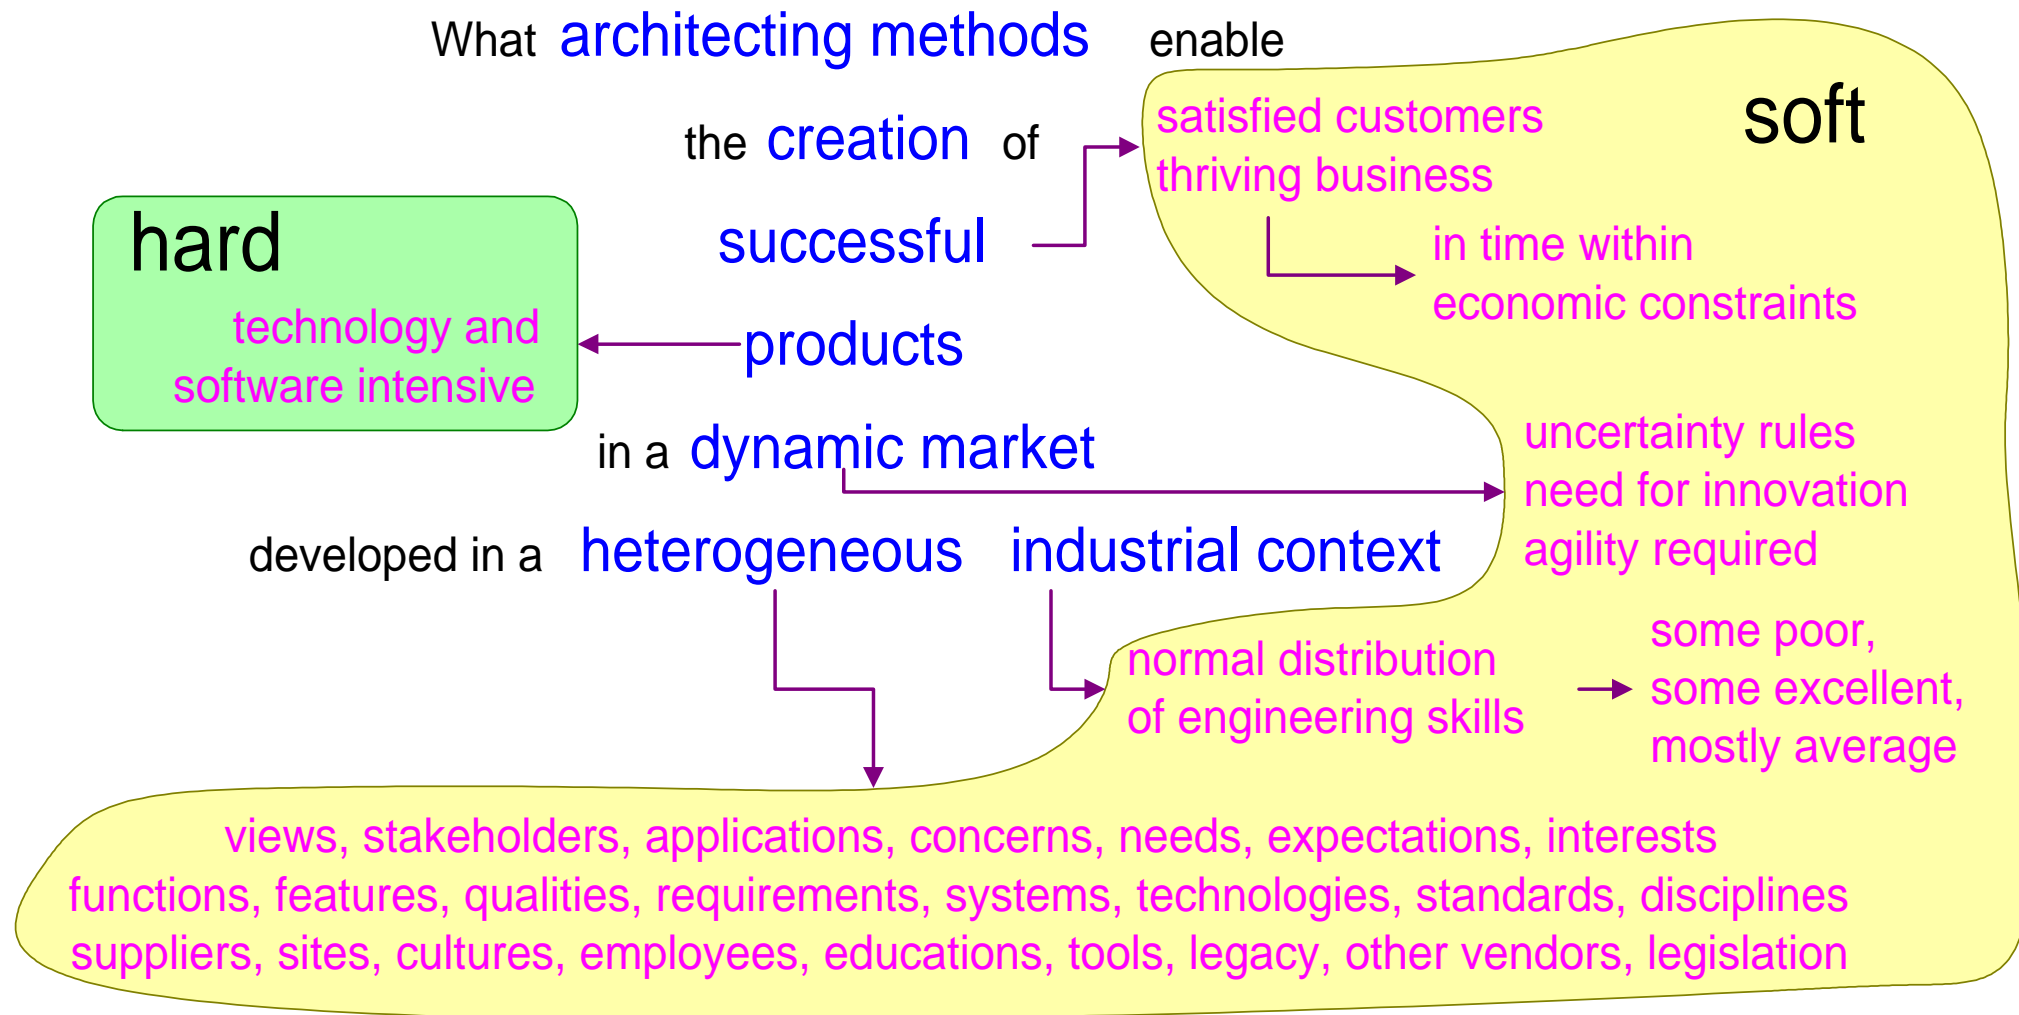 What architecting methods enable
the creation of
successful
products
in a dynamic market
developed in a heterogeneous industrial context
hard
technology and
software intensive
soft
satisfied customers
thriving business
in time within
economic constraints
uncertainty rules
need for innovation
agility required
normal distribution
of engineering skills
some poor,
some excellent,
mostly average
views, stakeholders, applications, concerns, needs, expectations, interests
functions, features, qualities, requirements, systems, technologies, standards, disciplines
suppliers, sites, cultures, employees, educations, tools, legacy, other vendors, legislation